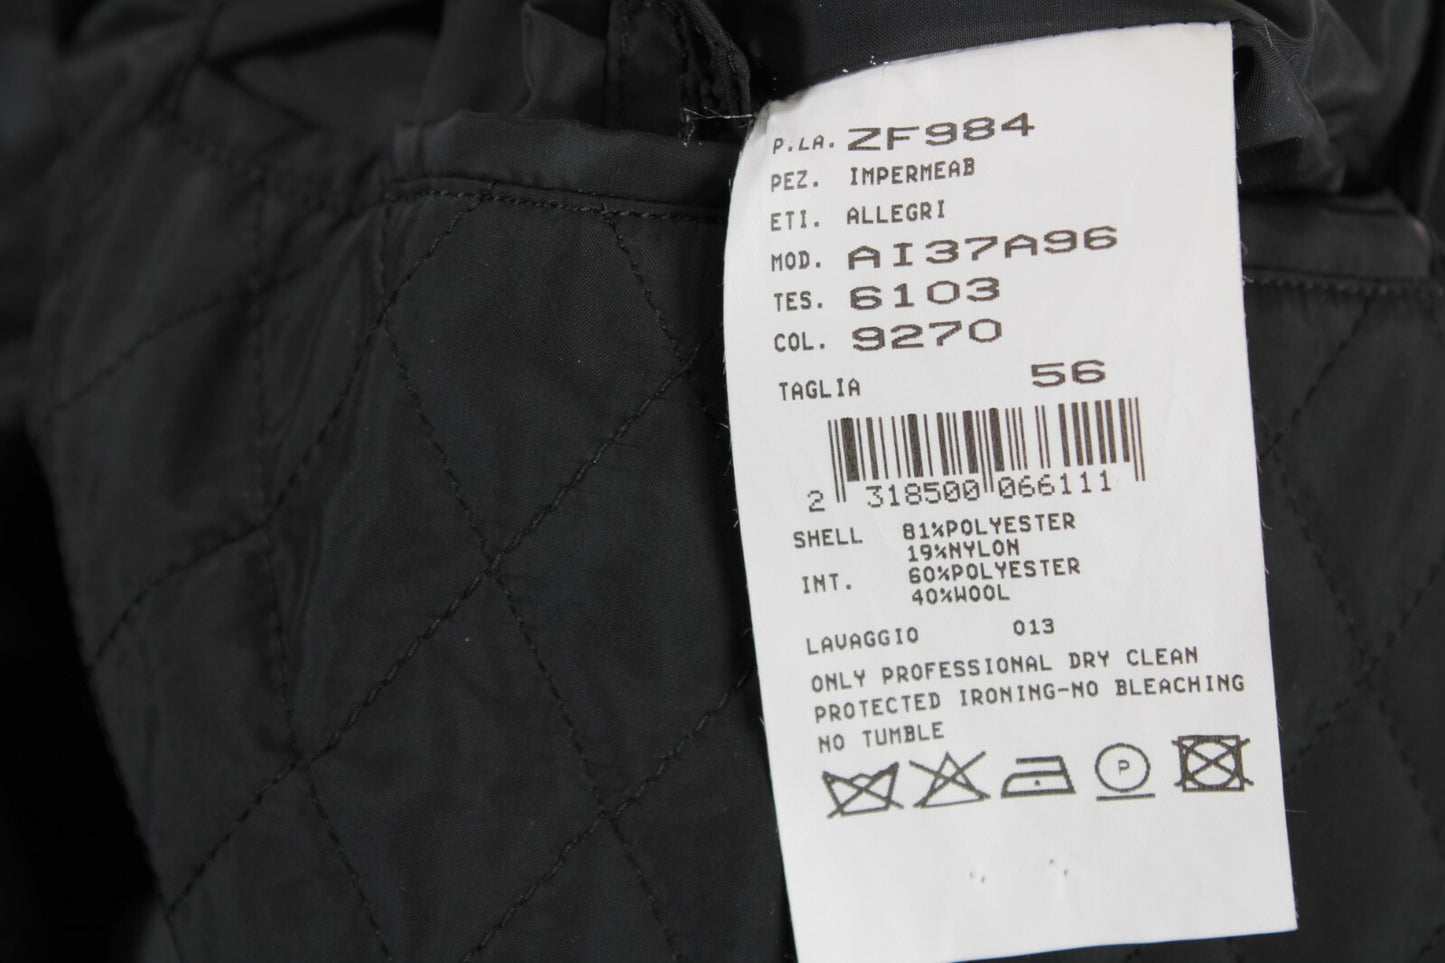 P.LA. ZF984
PEZ. IMPERMEAB
ETI. ALLEGRI
MOD. AI37A96
TES. 6103
COL. 9270
TAGLIA 56
2 318500 066111
SHELL 81%POLYESTER
19%NYLON
INT. 60%POLYESTER
40%WOOL
LAVAGGIO 013
ONLY PROFESSIONAL DRY CLEAN
PROTECTED IRONING-NO BLEACHING
NO TUMBLE
P